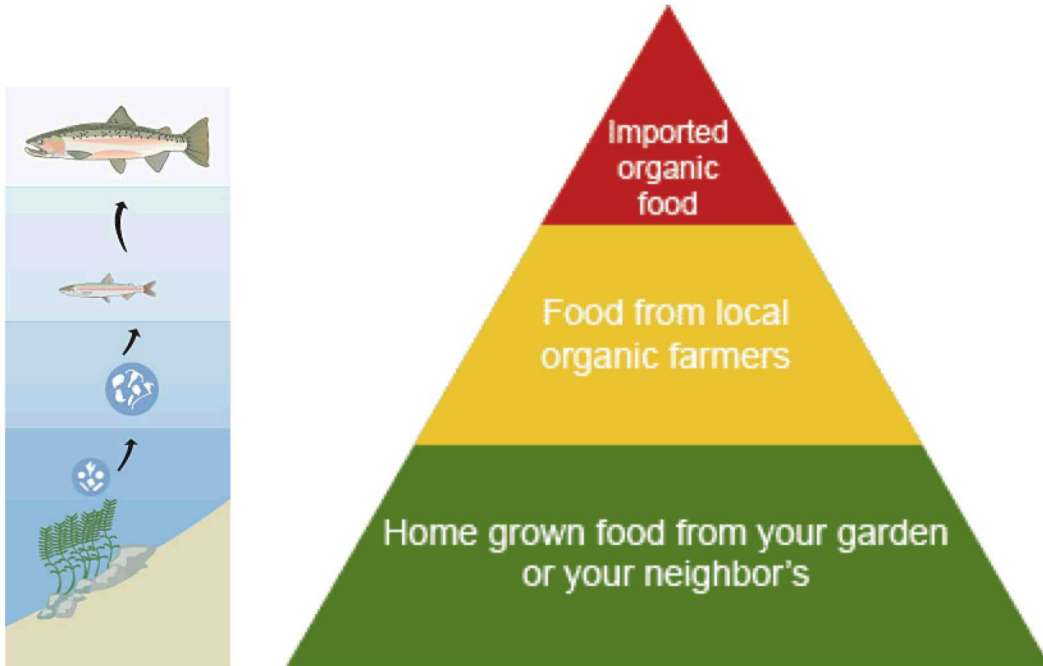 Imported
organic
food
Food from local
organic farmers
Home grown food from your garden
or your neighbor's